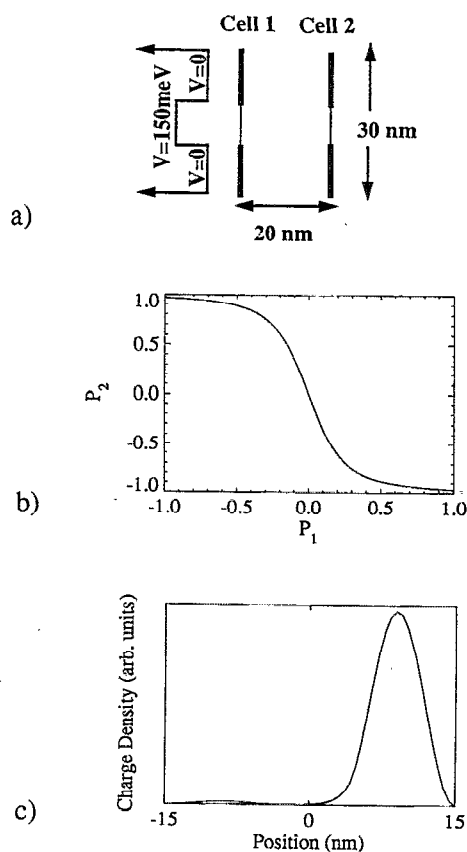 Cell 1 Cell 2
V=0
V=150meV
V=0
30 nm
20 nm
a)
1.0
0.5
0.0
-0.5
-1.0
P2
-1.0 -0.5 0.0 0.5 1.0
P1
b)
Charge Density (arb. units)
-15 0 15
Position (nm)
c)